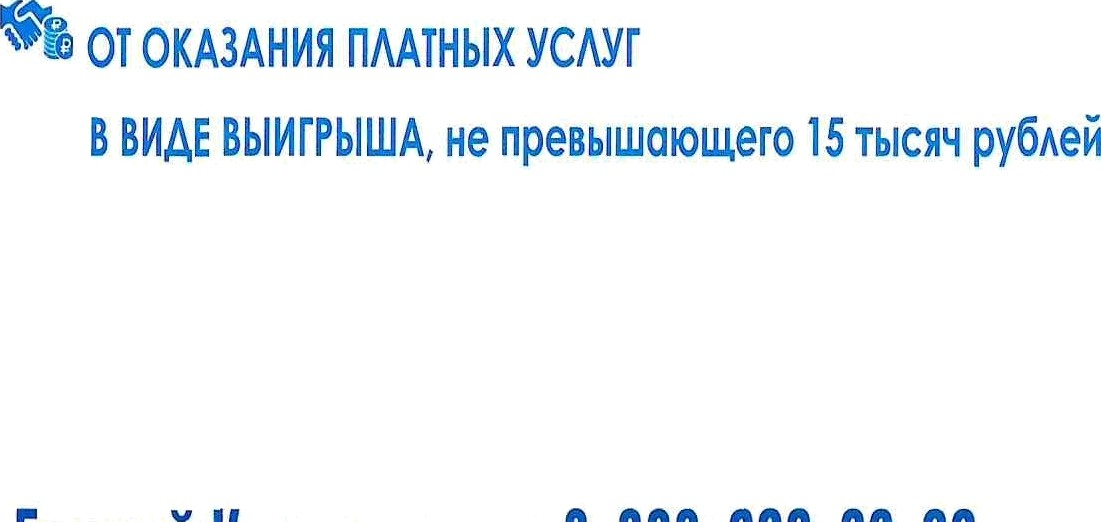 ОТ ОКАЗАНИЯ ПЛАТНЫХ УСЛУГ
В ВИДЕ ВЫИГРЫША, не превышающего 15 тысяч рублей